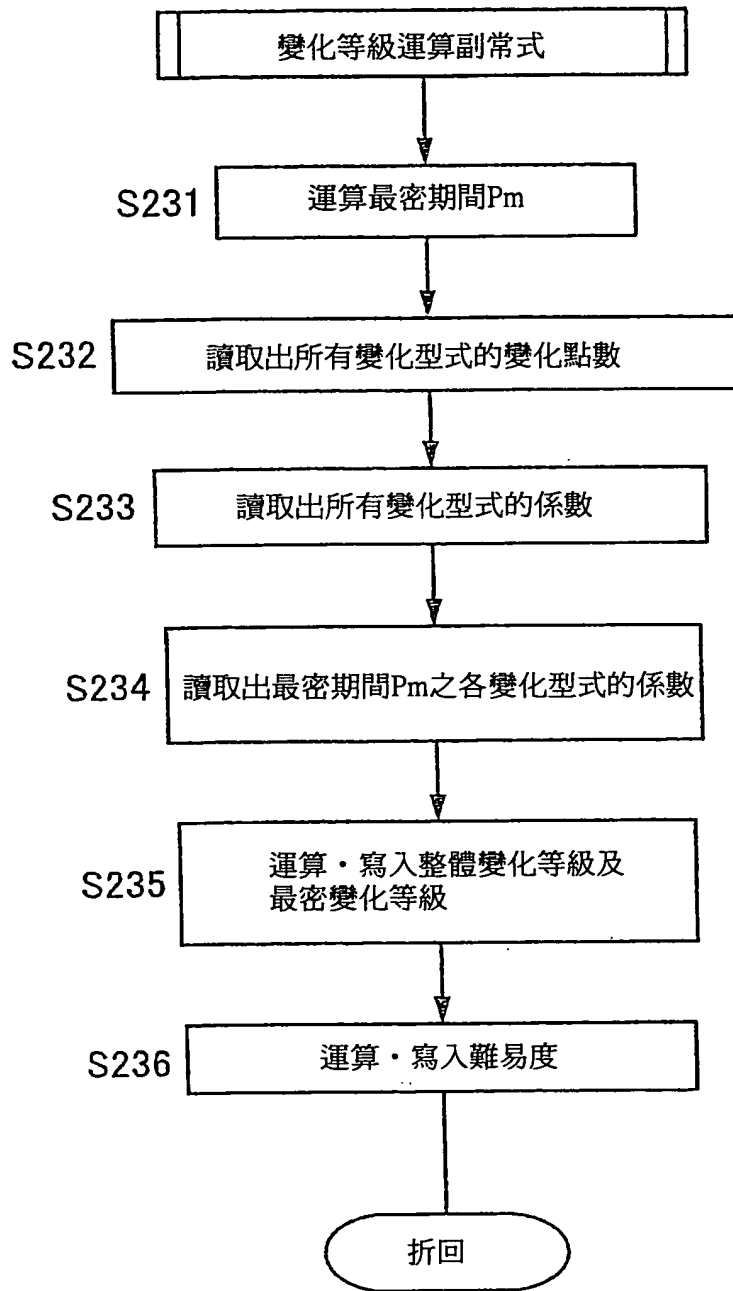 變化等級運算副常式
S231
運算最密期間Pm
S232
讀取出所有變化型式的變化點數
S233
讀取出所有變化型式的係數
S234
讀取出最密期間Pm之各變化型式的係數
S235
運算・寫入整體變化等級及
最密變化等級
S236
運算・寫入難易度
折回